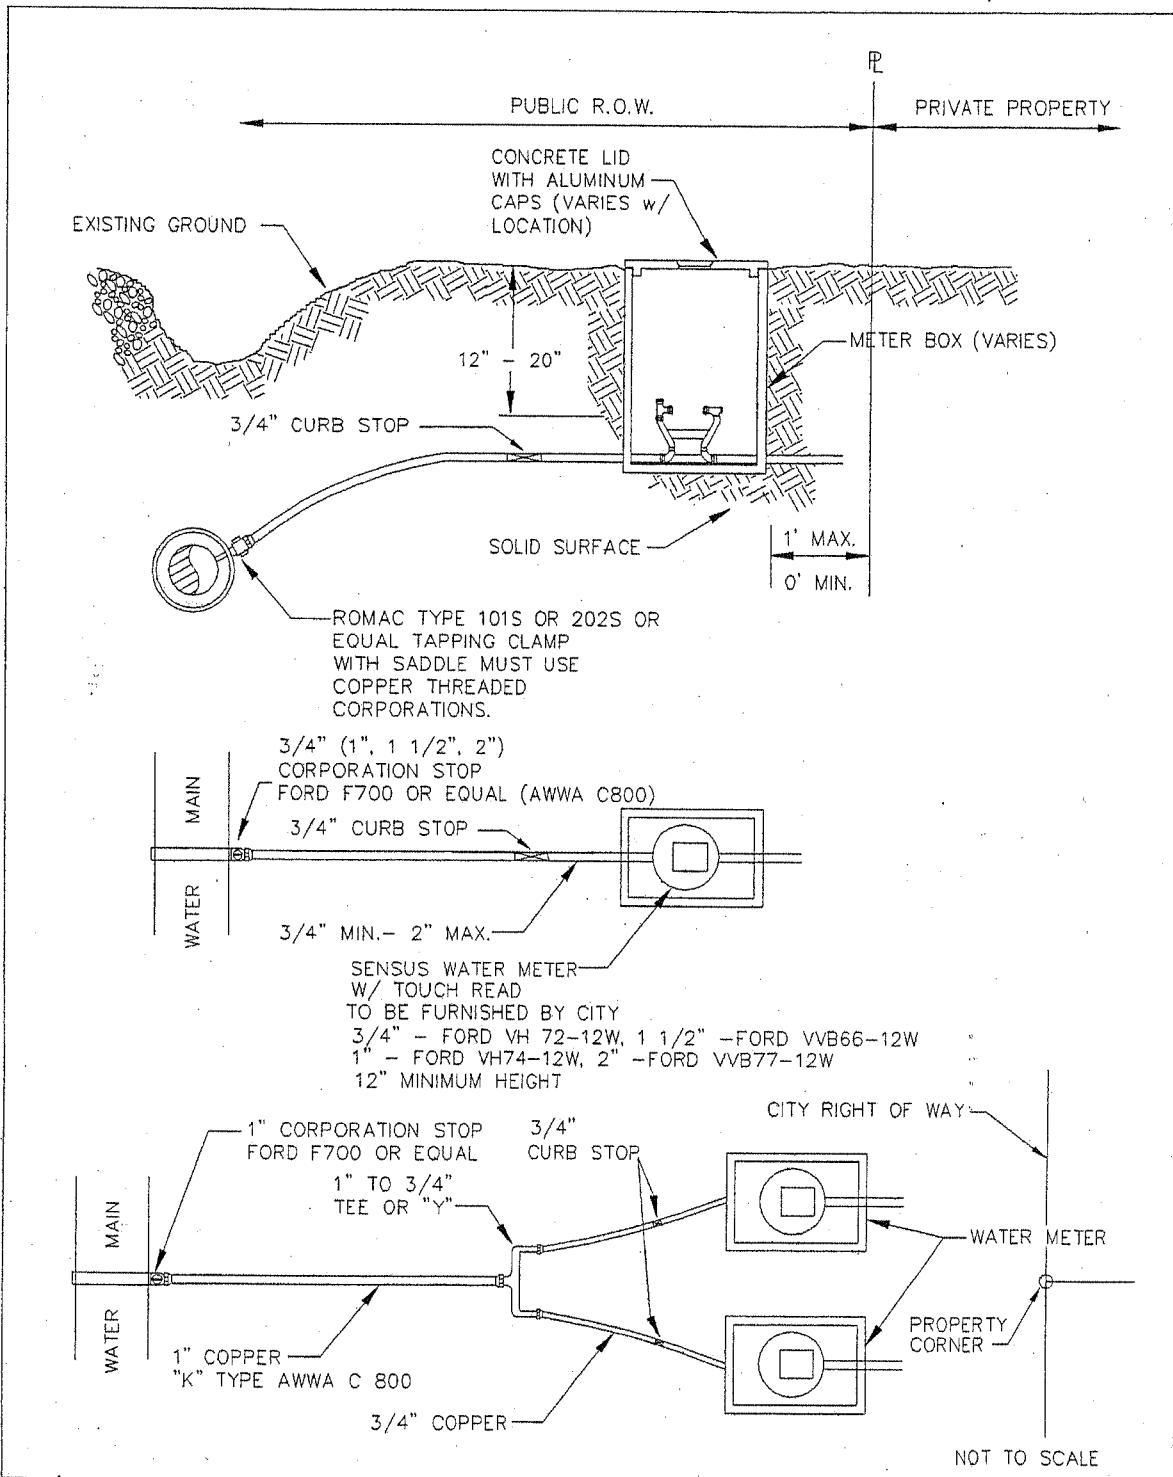 PL
PUBLIC R.O.W.
PRIVATE PROPERTY
CONCRETE LID
WITH ALUMINUM
CAPS (VARIES w/
LOCATION)
EXISTING GROUND
METER BOX (VARIES)
12" - 20"
3/4" CURB STOP
SOLID SURFACE
1' MAX.
0' MIN.
ROMAC TYPE 101S OR 202S OR
EQUAL TAPPING CLAMP
WITH SADDLE MUST USE
COPPER THREADED
CORPORATIONS.
3/4" (1", 1 1/2", 2")
CORPORATION STOP
FORD F700 OR EQUAL (AWWA C800)
3/4" CURB STOP
WATER MAIN
3/4" MIN.- 2" MAX.
SENSUS WATER METER
W/ TOUCH READ
TO BE FURNISHED BY CITY
3/4" - FORD VH 72-12W, 1 1/2" -FORD VVB66-12W
1" - FORD VH74-12W, 2" -FORD VVB77-12W
12" MINIMUM HEIGHT
CITY RIGHT OF WAY
1" CORPORATION STOP
FORD F700 OR EQUAL
3/4"
CURB STOP
1" TO 3/4"
TEE OR "Y"
WATER MAIN
WATER METER
PROPERTY
CORNER
1" COPPER
"K" TYPE AWWA C 800
3/4" COPPER
NOT TO SCALE